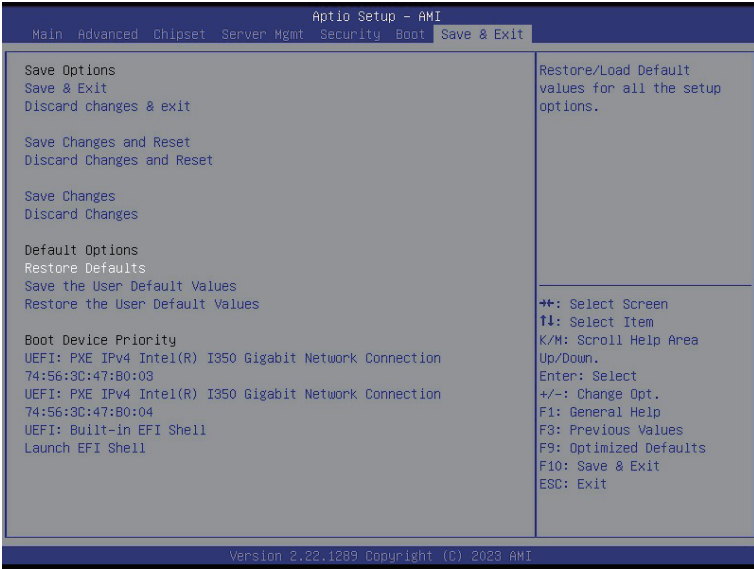 Aptio Setup – AMI
Main Advanced Chipset Server Mgmt Security Boot Save & Exit
Save Options
Save & Exit
Discard changes & exit
Save Changes and Reset
Discard Changes and Reset
Save Changes
Discard Changes
Default Options
Restore Defaults
Save the User Default Values
Restore the User Default Values
Boot Device Priority
UEFI: PXE IPv4 Intel(R) I350 Gigabit Network Connection
74:56:3C:47:B0:03
UEFI: PXE IPv4 Intel(R) I350 Gigabit Network Connection
74:56:3C:47:B0:04
UEFI: Built-in EFI Shell
Launch EFI Shell
Restore/Load Default
values for all the setup
options.
→←: Select Screen
↑↓: Select Item
K/M: Scroll Help Area
Up/Down.
Enter: Select
+/-: Change Opt.
F1: General Help
F3: Previous Values
F9: Optimized Defaults
F10: Save & Exit
ESC: Exit
Version 2.22.1289 Copyright (C) 2023 AMI